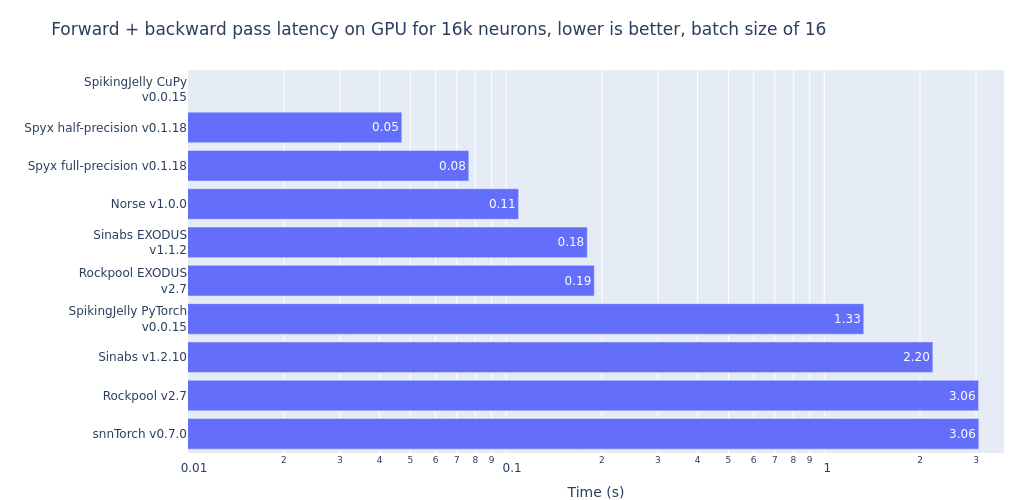 Forward + backward pass latency on GPU for 16k neurons, lower is better, batch size of 16
SpikingJelly CuPy
v0.0.15
Spyx half-precision v0.1.18
0.05
Spyx full-precision v0.1.18
0.08
Norse v1.0.0
0.11
Sinabs EXODUS
v1.1.2
0.18
Rockpool EXODUS
v2.7
0.19
SpikingJelly PyTorch
v0.0.15
1.33
Sinabs v1.2.10
2.20
Rockpool v2.7
3.06
snnTorch v0.7.0
3.06
0.01 2 3 4 5 6 7 8 9 0.1 2 3 4 5 6 7 8 9 1 2 3
Time (s)